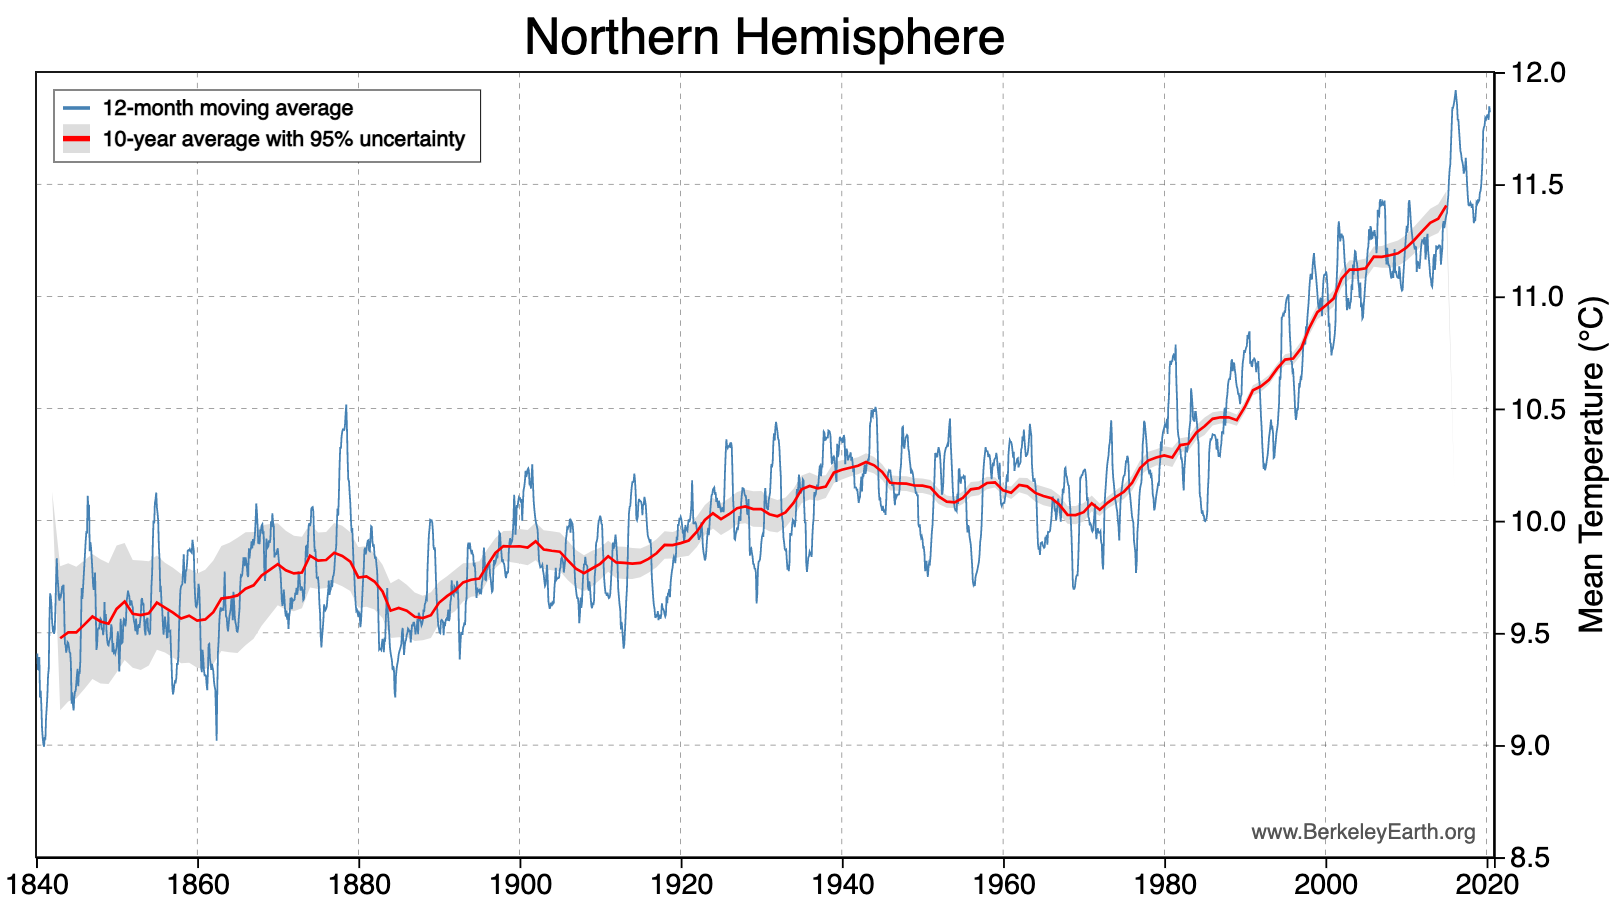 Northern Hemisphere
12-month moving average
10-year average with 95% uncertainty
12.0
11.5
11.0
10.5
10.0
9.5
9.0
8.5
Mean Temperature (°C)
www.BerkeleyEarth.org
1840 1860 1880 1900 1920 1940 1960 1980 2000 2020